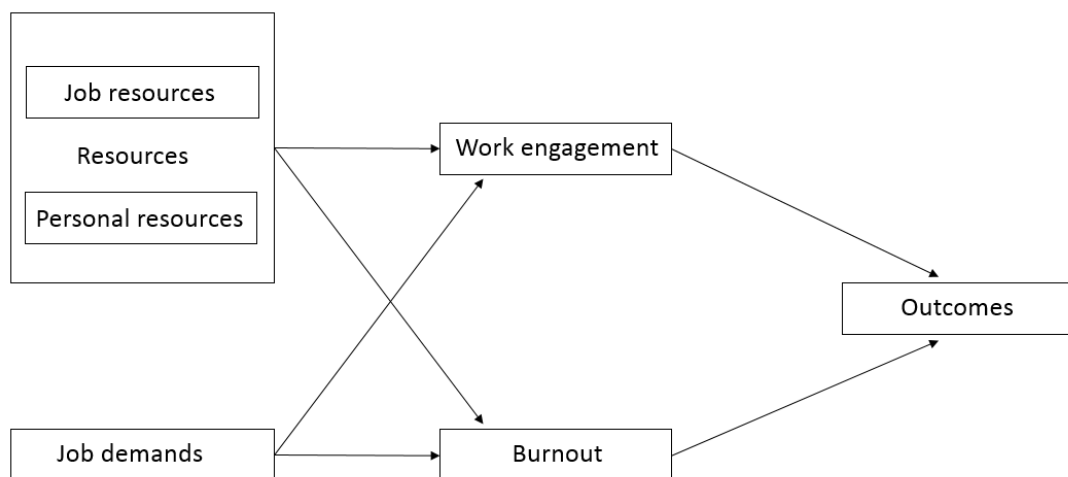 Job resources
Resources
Personal resources
Work engagement
Outcomes
Job demands
Burnout